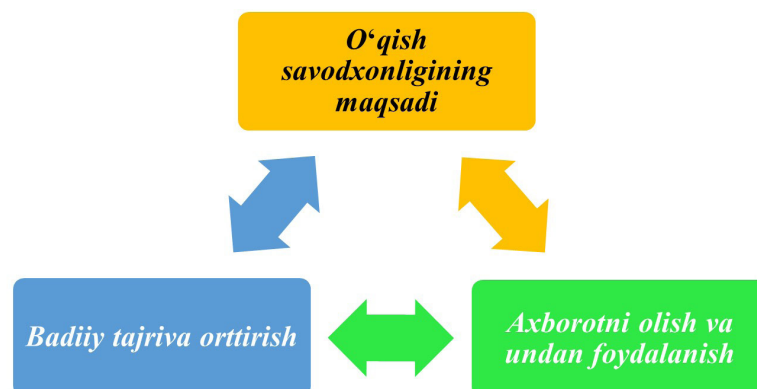 O‘qish
savodxonligining
maqsadi
Badiiy tajriva orttirish
Axborotni olish va
undan foydalanish